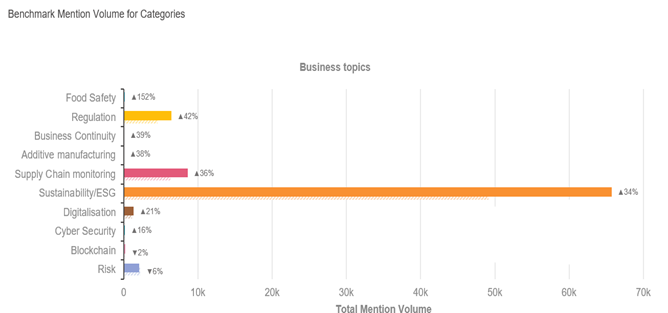 Benchmark Mention Volume for Categories
Business topics
Food Safety ▲152%
Regulation ▲42%
Business Continuity ▲39%
Additive manufacturing ▲38%
Supply Chain monitoring ▲36%
Sustainability/ESG ▲34%
Digitalisation ▲21%
Cyber Security ▲16%
Blockchain ▼2%
Risk ▼6%
0 10k 20k 30k 40k 50k 60k 70k
Total Mention Volume